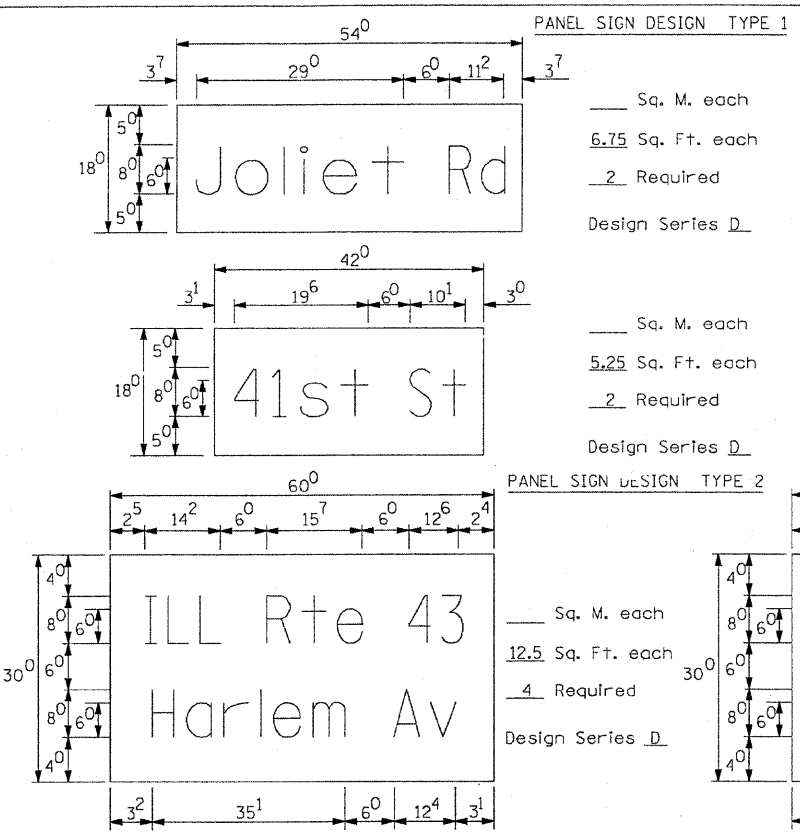 PANEL SIGN DESIGN TYPE 1
54⁰
3⁷ 29⁰ 6⁰ 11² 3⁷
18⁰ 5⁰ 8⁰ 6⁰ 5⁰
Joliet Rd
___ Sq. M. each
6.75 Sq. Ft. each
2 Required
Design Series D
42⁰
3¹ 19⁶ 6⁰ 10¹ 3⁰
18⁰ 5⁰ 8⁰ 6⁰ 5⁰
41st St
___ Sq. M. each
5.25 Sq. Ft. each
2 Required
Design Series D
PANEL SIGN DESIGN TYPE 2
60⁰
2⁵ 14² 6⁰ 15⁷ 6⁰ 12⁶ 2⁴
30⁰ 4⁰ 8⁰ 6⁰ 6⁰ 8⁰ 6⁰ 4⁰
ILL Rte 43
Harlem Av
___ Sq. M. each
12.5 Sq. Ft. each
4 Required
Design Series D
3² 35¹ 6⁰ 12⁴ 3¹
30⁰ 4⁰ 8⁰ 6⁰ 6⁰ 8⁰ 6⁰ 4⁰